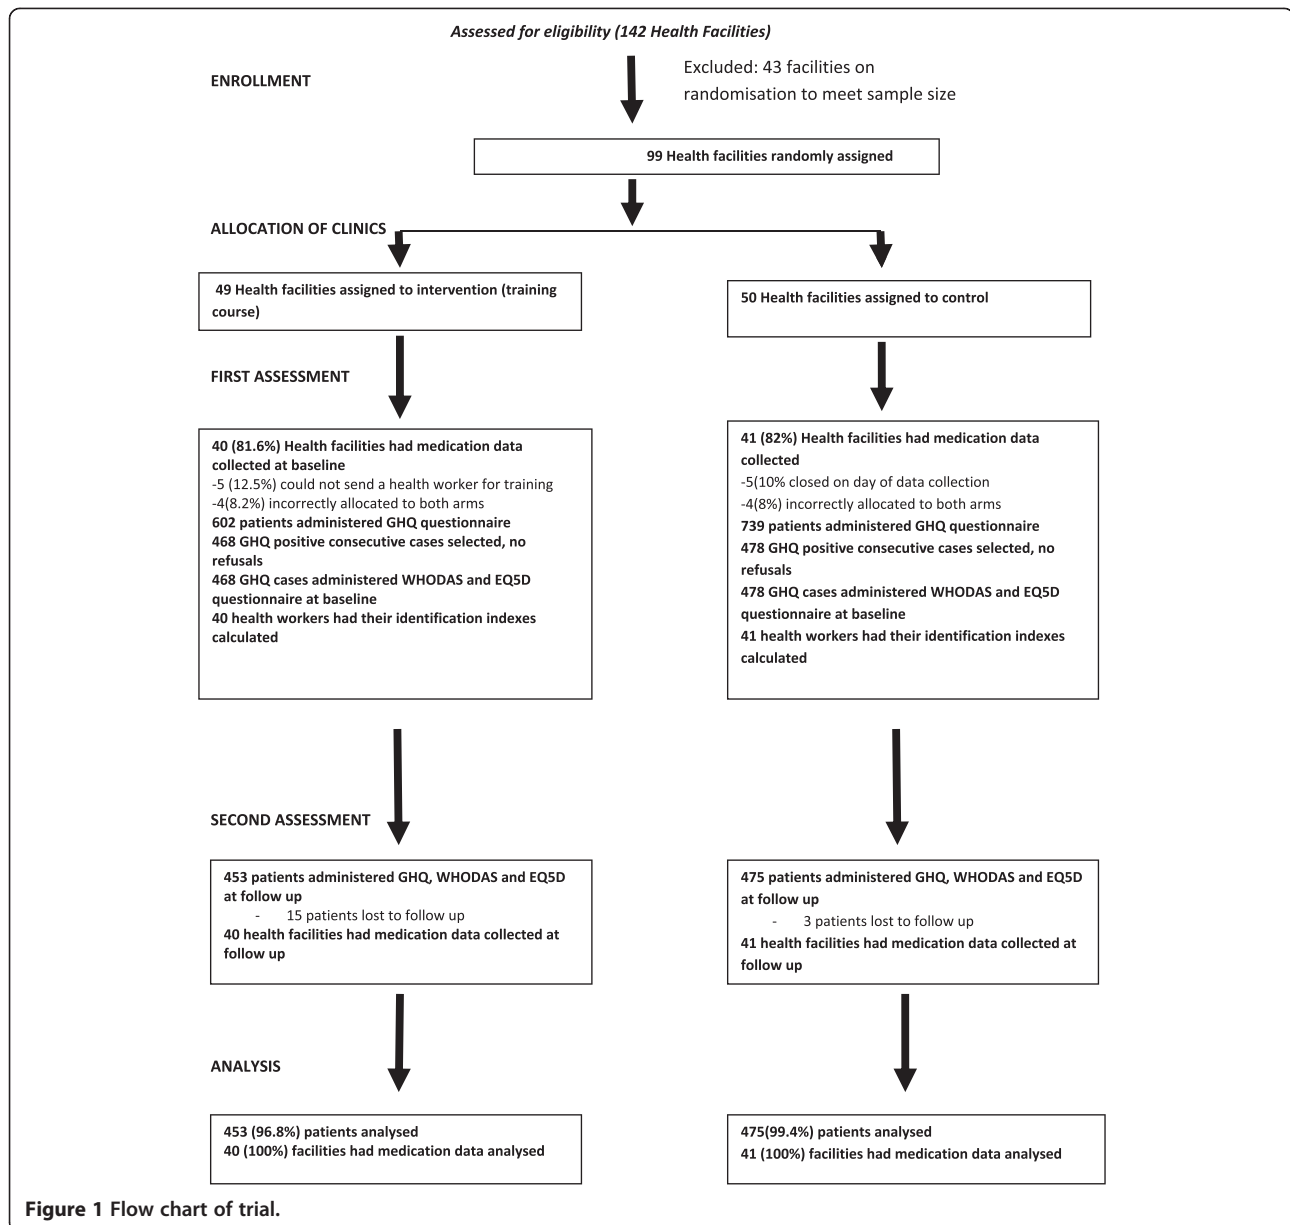 Assessed for eligibility (142 Health Facilities)
ENROLLMENT
Excluded: 43 facilities on
randomisation to meet sample size
99 Health facilities randomly assigned
ALLOCATION OF CLINICS
49 Health facilities assigned to intervention (training
course)
50 Health facilities assigned to control
FIRST ASSESSMENT
40 (81.6%) Health facilities had medication data
collected at baseline
-5 (12.5%) could not send a health worker for training
-4(8.2%) incorrectly allocated to both arms
602 patients administered GHQ questionnaire
468 GHQ positive consecutive cases selected, no
refusals
468 GHQ cases administered WHODAS and EQ5D
questionnaire at baseline
40 health workers had their identification indexes
calculated
41 (82%) Health facilities had medication data
collected
-5(10% closed on day of data collection
-4(8%) incorrectly allocated to both arms
739 patients administered GHQ questionnaire
478 GHQ positive consecutive cases selected, no
refusals
478 GHQ cases administered WHODAS and EQ5D
questionnaire at baseline
41 health workers had their identification indexes
calculated
SECOND ASSESSMENT
453 patients administered GHQ, WHODAS and EQ5D
at follow up
- 15 patients lost to follow up
40 health facilities had medication data collected at
follow up
475 patients administered GHQ, WHODAS and EQ5D
at follow up
- 3 patients lost to follow up
41 health facilities had medication data collected at
follow up
ANALYSIS
453 (96.8%) patients analysed
40 (100%) facilities had medication data analysed
475(99.4%) patients analysed
41 (100%) facilities had medication data analysed
Figure 1 Flow chart of trial.